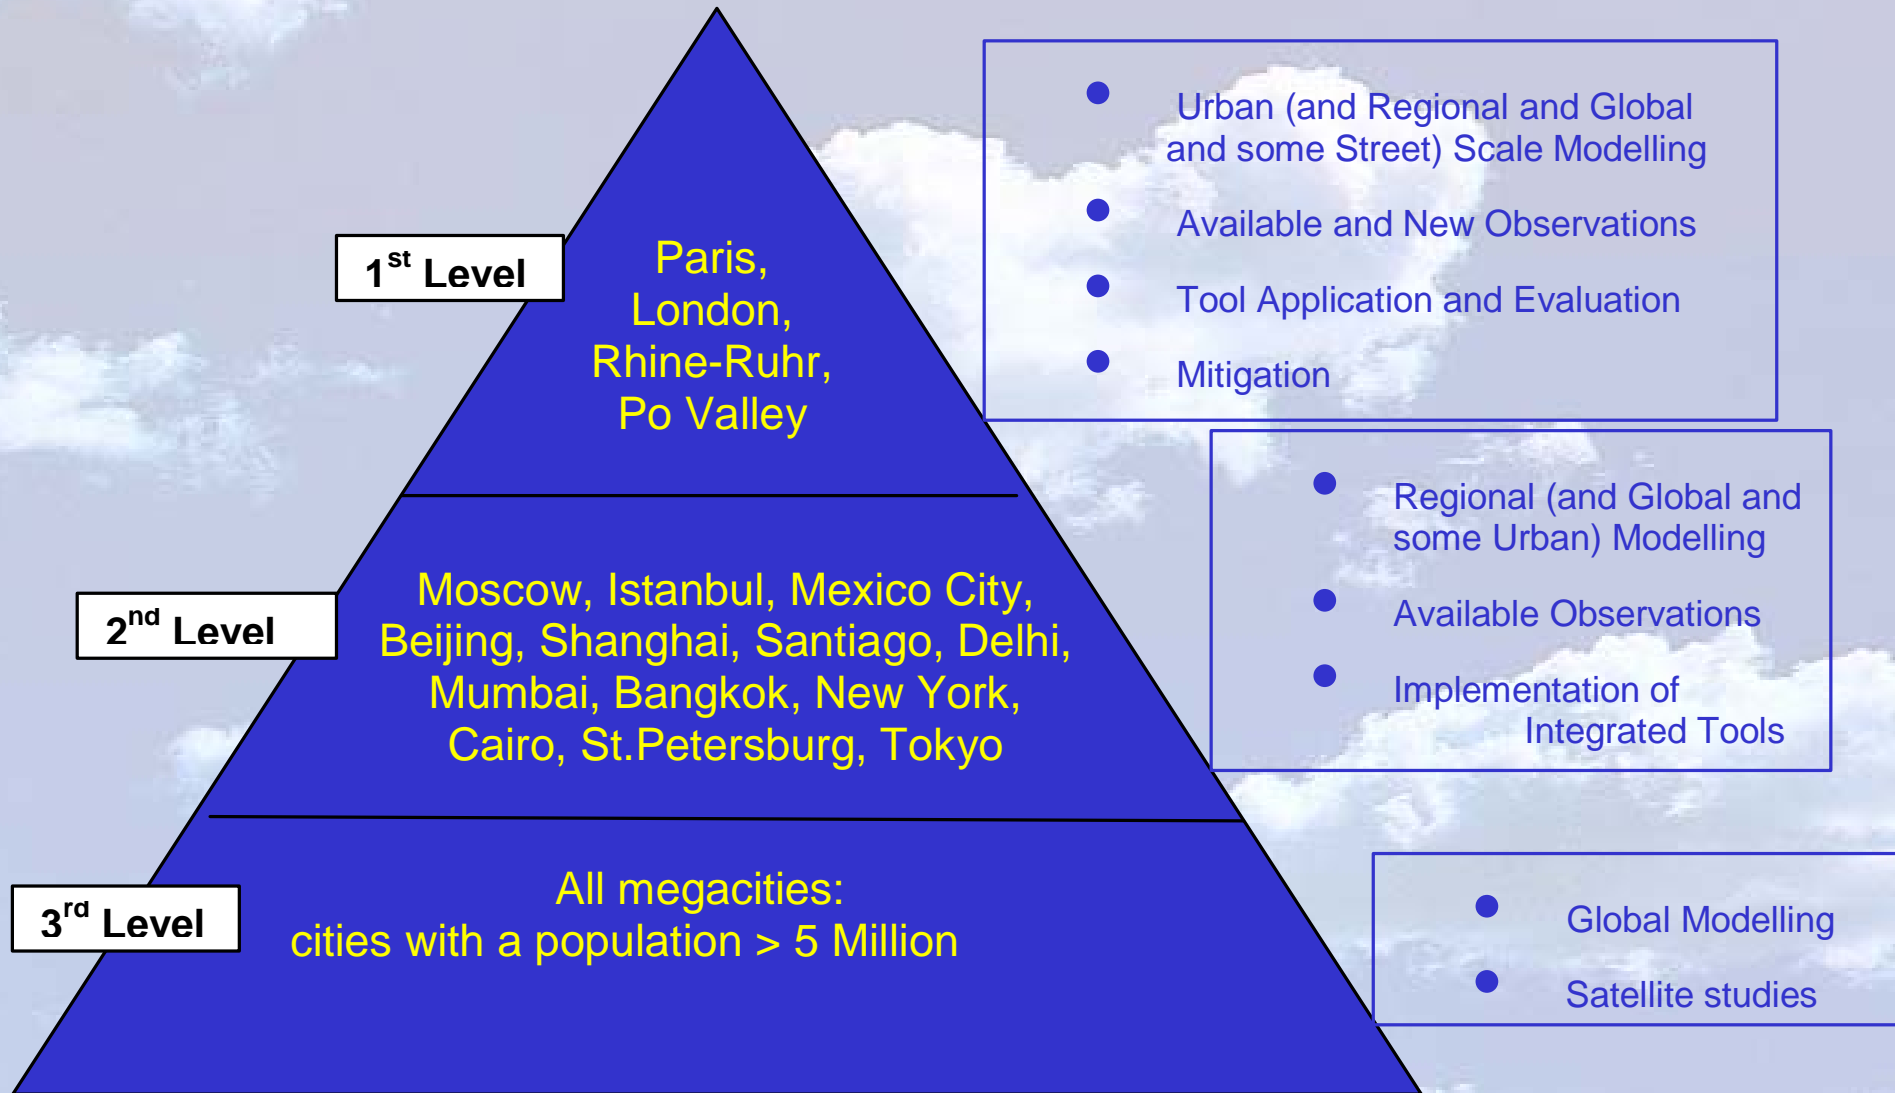 1st Level
Paris,
London,
Rhine-Ruhr,
Po Valley
• Urban (and Regional and Global
and some Street) Scale Modelling
• Available and New Observations
• Tool Application and Evaluation
• Mitigation
2nd Level
Moscow, Istanbul, Mexico City,
Beijing, Shanghai, Santiago, Delhi,
Mumbai, Bangkok, New York,
Cairo, St.Petersburg, Tokyo
• Regional (and Global and
some Urban) Modelling
• Available Observations
• Implementation of
Integrated Tools
3rd Level
All megacities:
cities with a population > 5 Million
• Global Modelling
• Satellite studies